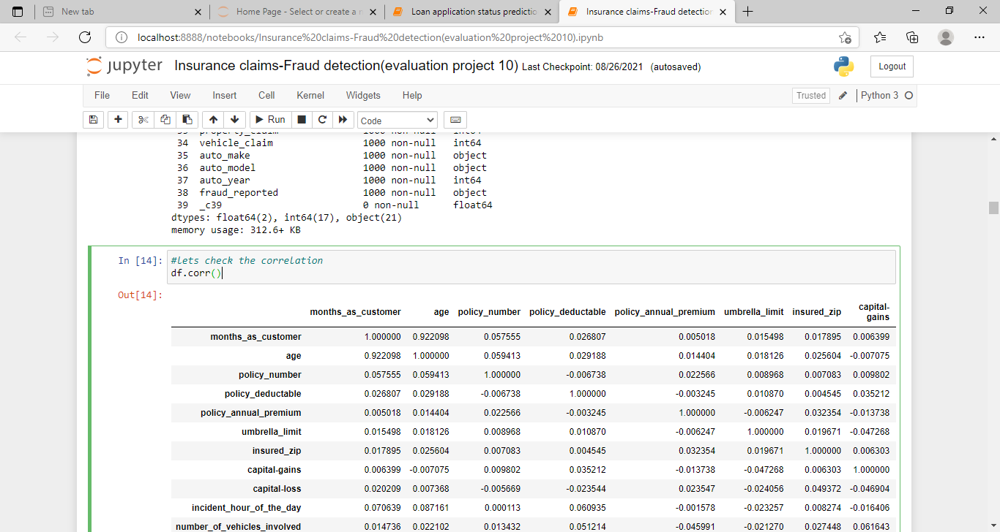 New tab
Home Page - Select or create a n
Loan application status predictio
Insurance claims-Fraud detection
localhost:8888/notebooks/Insurance%20claims-Fraud%20detection(evaluation%20project%2010).ipynb
jupyter Insurance claims-Fraud detection(evaluation project 10) Last Checkpoint: 08/26/2021 (autosaved)
Logout
File Edit View Insert Cell Kernel Widgets Help
Trusted
Python 3
Run
Code
33 property_claim 1000 non-null int64
34 vehicle_claim 1000 non-null int64
35 auto_make 1000 non-null object
36 auto_model 1000 non-null object
37 auto_year 1000 non-null int64
38 fraud_reported 1000 non-null object
39 _c39 0 non-null float64
dtypes: float64(2), int64(17), object(21)
memory usage: 312.6+ KB
In [14]: #lets check the correlation
df.corr()
Out[14]:
months_as_customer age policy_number policy_deductable policy_annual_premium umbrella_limit insured_zip capital-
gains
months_as_customer 1.000000 0.922098 0.057555 0.026807 0.005018 0.015498 0.017895 0.006399
age 0.922098 1.000000 0.059413 0.029188 0.014404 0.018126 0.025604 -0.007075
policy_number 0.057555 0.059413 1.000000 -0.006738 0.022566 0.008968 0.007083 0.009802
policy_deductable 0.026807 0.029188 -0.006738 1.000000 -0.003245 0.010870 0.004545 0.035212
policy_annual_premium 0.005018 0.014404 0.022566 -0.003245 1.000000 -0.006247 0.032354 -0.013738
umbrella_limit 0.015498 0.018126 0.008968 0.010870 -0.006247 1.000000 0.019671 -0.047268
insured_zip 0.017895 0.025604 0.007083 0.004545 0.032354 0.019671 1.000000 0.006303
capital-gains 0.006399 -0.007075 0.009802 0.035212 -0.013738 -0.047268 0.006303 1.000000
capital-loss 0.020209 0.007368 -0.005669 -0.023544 0.023547 -0.024056 0.049372 -0.046904
incident_hour_of_the_day 0.070639 0.087161 0.000113 0.060935 -0.001578 -0.023257 0.008274 -0.016406
number_of_vehicles_involved 0.014736 0.022102 0.013432 0.051214 -0.045991 -0.021270 0.027448 0.061643